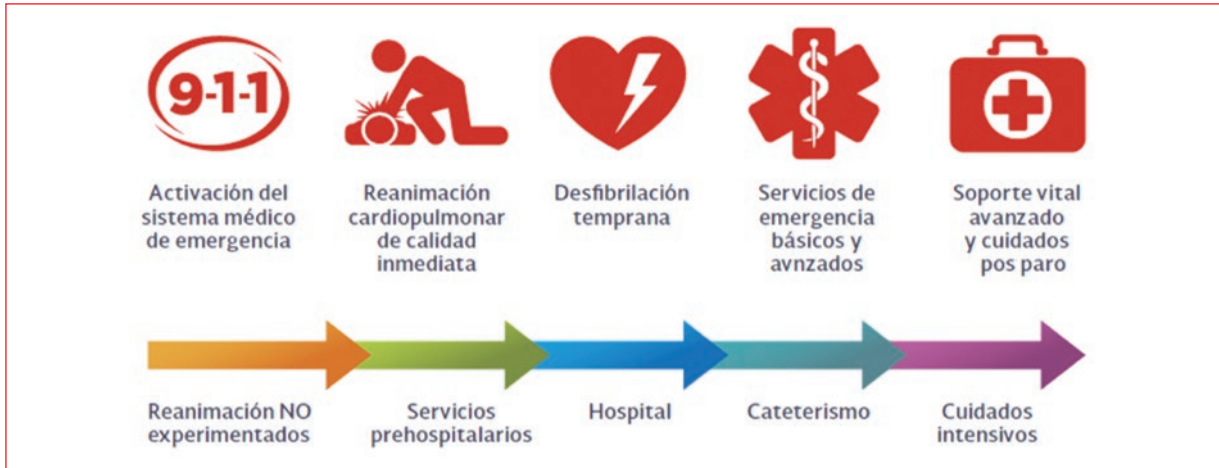 9-1-1
Activación del
sistema médico
de emergencia
Reanimación
cardiopulmonar
de calidad
inmediata
Desfibrilación
temprana
Servicios de
emergencia
básicos y
avnzados
Soporte vital
avanzado
y cuidados
pos paro
Reanimación NO
experimentados
Servicios
prehospitalarios
Hospital
Cateterismo
Cuidados
intensivos